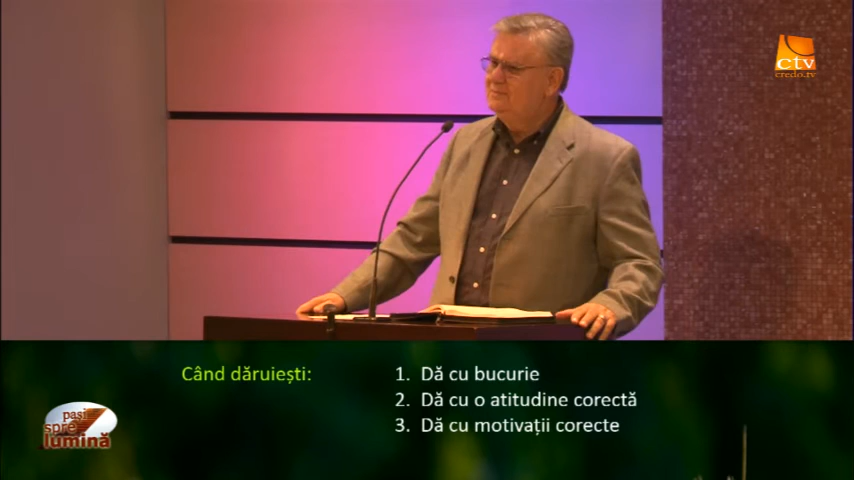 ctv
credo.tv
Când dăruiești:
1. Dă cu bucurie
2. Dă cu o atitudine corectă
3. Dă cu motivații corecte
pași
spre
lumină